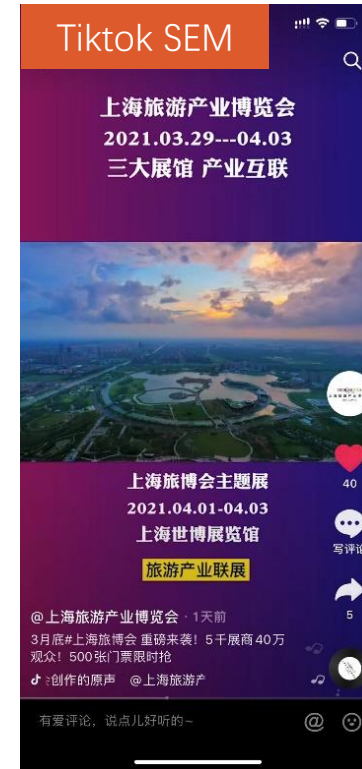 Tiktok SEM
上海旅游产业博览会
2021.03.29---04.03
三大展馆 产业互联
上海旅博会主题展
2021.04.01-04.03
上海世博展览馆
旅游产业联展
40
写评论
5
@上海旅游产业博览会 · 1天前
3月底#上海旅博会 重磅来袭！5千展商40万
观众！500张门票限时抢
创作的原声 @上海旅游产
有爱评论，说点儿好听的~
@